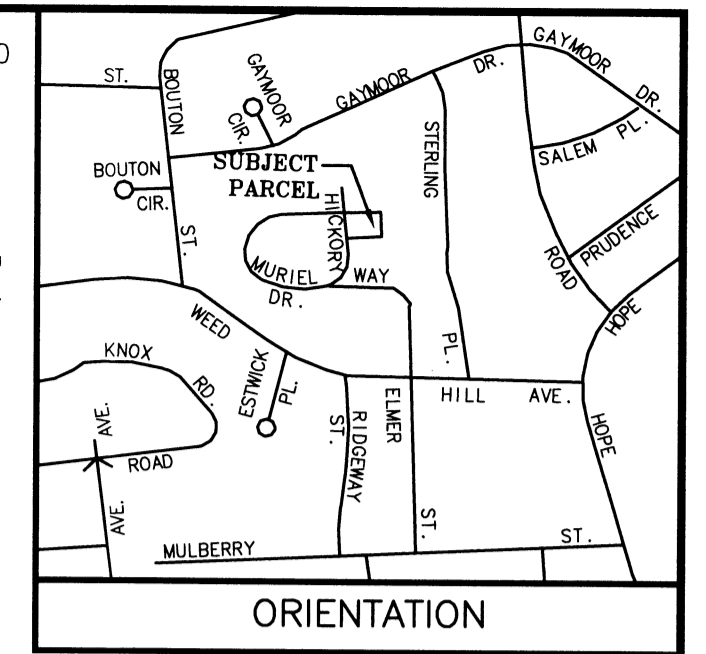 GAYMOOR
DR.
ST.
BOUTON
ST.
GAYMOOR
CIR.
GAYMOOR
DR.
BOUTON
CIR.
SUBJECT
PARCEL
STERLING
PL.
SALEM PL.
PRUDENCE
ROAD
HOPE
HICKORY
WAY
MURIEL
DR.
WEED
HILL AVE.
KNOX
RD.
ESTWICK
PL.
ELMER
ST.
RIDGEWAY
ST.
HOPE
AVE.
ROAD
AVE.
MULBERRY
ST.
ORIENTATION